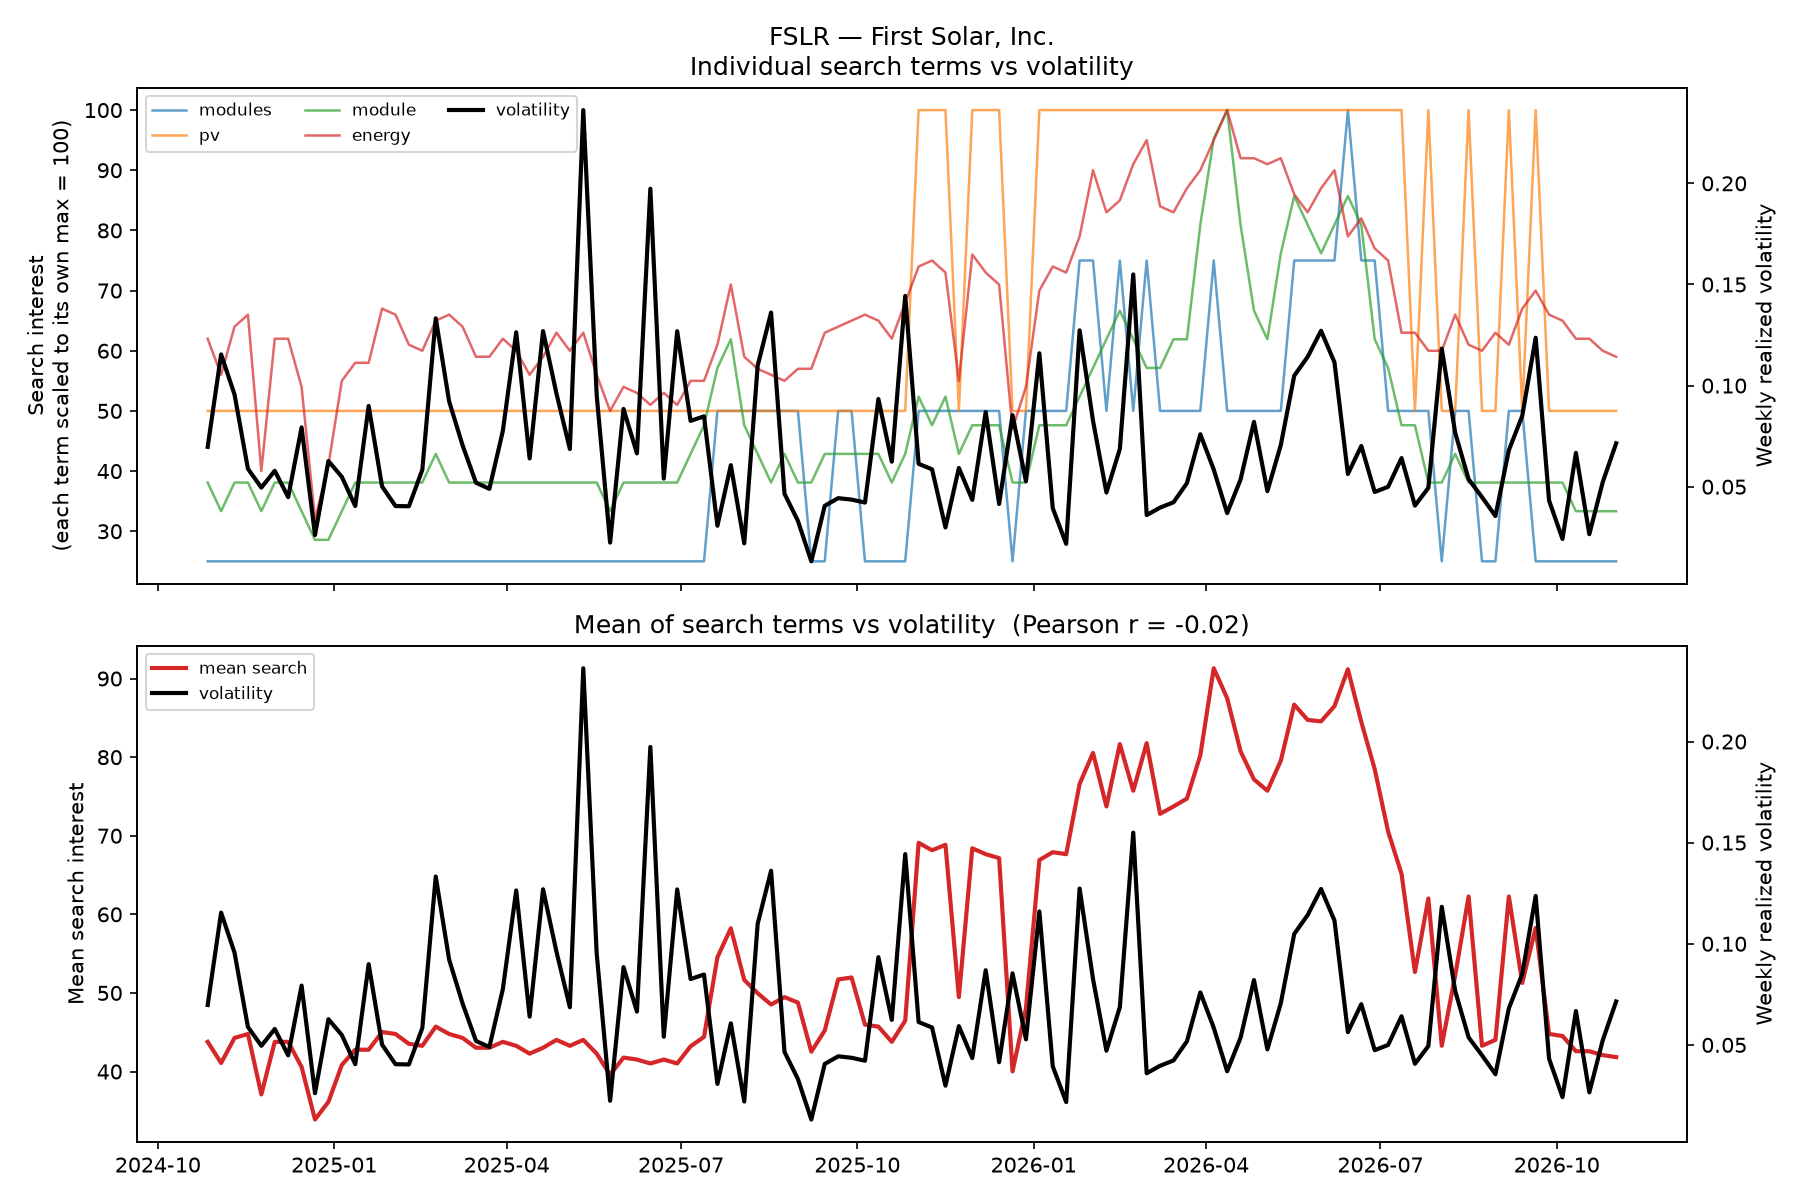 FSLR — First Solar, Inc.
Individual search terms vs volatility
modules
pv
module
energy
volatility
Search interest
(each term scaled to its own max = 100)
100
90
80
70
60
50
40
30
0.20
0.15
0.10
0.05
Weekly realized volatility
Mean of search terms vs volatility (Pearson r = -0.02)
mean search
volatility
Mean search interest
90
80
70
60
50
40
0.20
0.15
0.10
0.05
Weekly realized volatility
2024-10 2025-01 2025-04 2025-07 2025-10 2026-01 2026-04 2026-07 2026-10